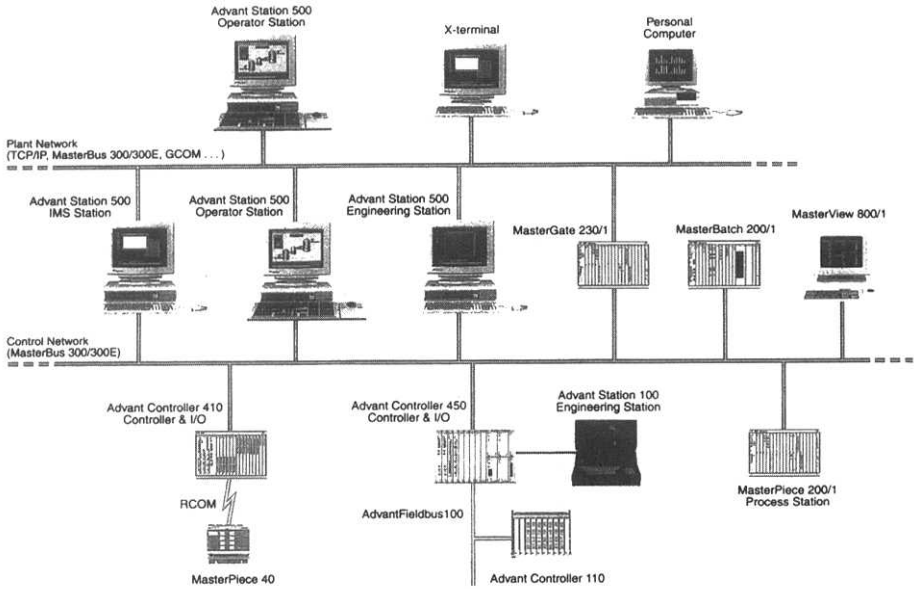 Advant Station 500
Operator Station
X-terminal
Personal
Computer
Plant Network
(TCP/IP, MasterBus 300/300E, GCOM . . . )
Advant Station 500
IMS Station
Advant Station 500
Operator Station
Advant Station 500
Engineering Station
MasterGate 230/1
MasterBatch 200/1
MasterView 800/1
Control Network
(MasterBus 300/300E)
Advant Controller 410
Controller & I/O
Advant Controller 450
Controller & I/O
Advant Station 100
Engineering Station
MasterPiece 200/1
Process Station
RCOM
AdvantFieldbus100
MasterPiece 40
Advant Controller 110